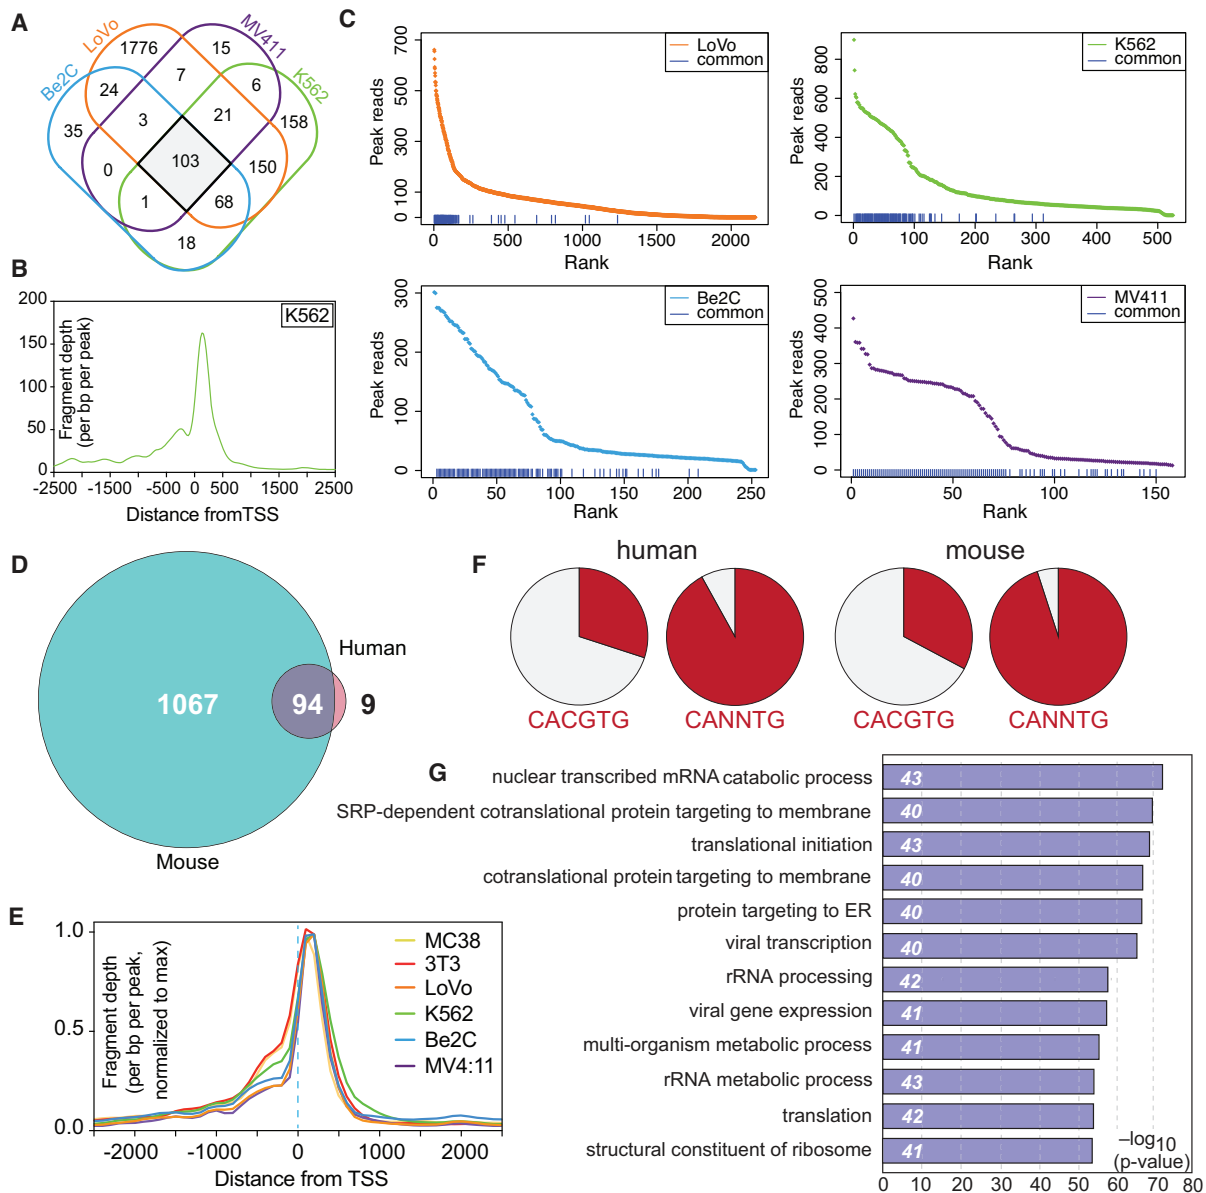 A
Be2C
LoVo
MV411
K562
1776
15
24
7
6
35
3
21
158
0
103
150
1
68
18
B
K562
Fragment depth
(per bp per peak)
200
150
100
50
0
-2500
-1500
-500
0
500
1500
2500
Distance fromTSS
C
LoVo
common
Peak reads
700
500
300
100
0
0
500
1000
1500
2000
Rank
K562
common
Peak reads
800
600
400
200
0
0
100
200
300
400
500
Rank
Be2C
common
Peak reads
300
200
100
0
0
50
100
150
200
250
Rank
MV411
common
Peak reads
500
400
300
200
100
0
0
50
100
150
Rank
D
1067
94
9
Human
Mouse
E
Fragment depth
(per bp per peak,
normalized to max)
1.0
0.5
0.0
MC38
3T3
LoVo
K562
Be2C
MV4:11
-2000
-1000
0
1000
2000
Distance from TSS
F
human
mouse
CACGTG
CANNTG
CACGTG
CANNTG
G
nuclear transcribed mRNA catabolic process 43
SRP-dependent cotranslational protein targeting to membrane 40
translational initiation 43
cotranslational protein targeting to membrane 40
protein targeting to ER 40
viral transcription 40
rRNA processing 42
viral gene expression 41
multi-organism metabolic process 41
rRNA metabolic process 43
translation 42
structural constituent of ribosome 41
–log10
(p-value)
0 10 20 30 40 50 60 70 80